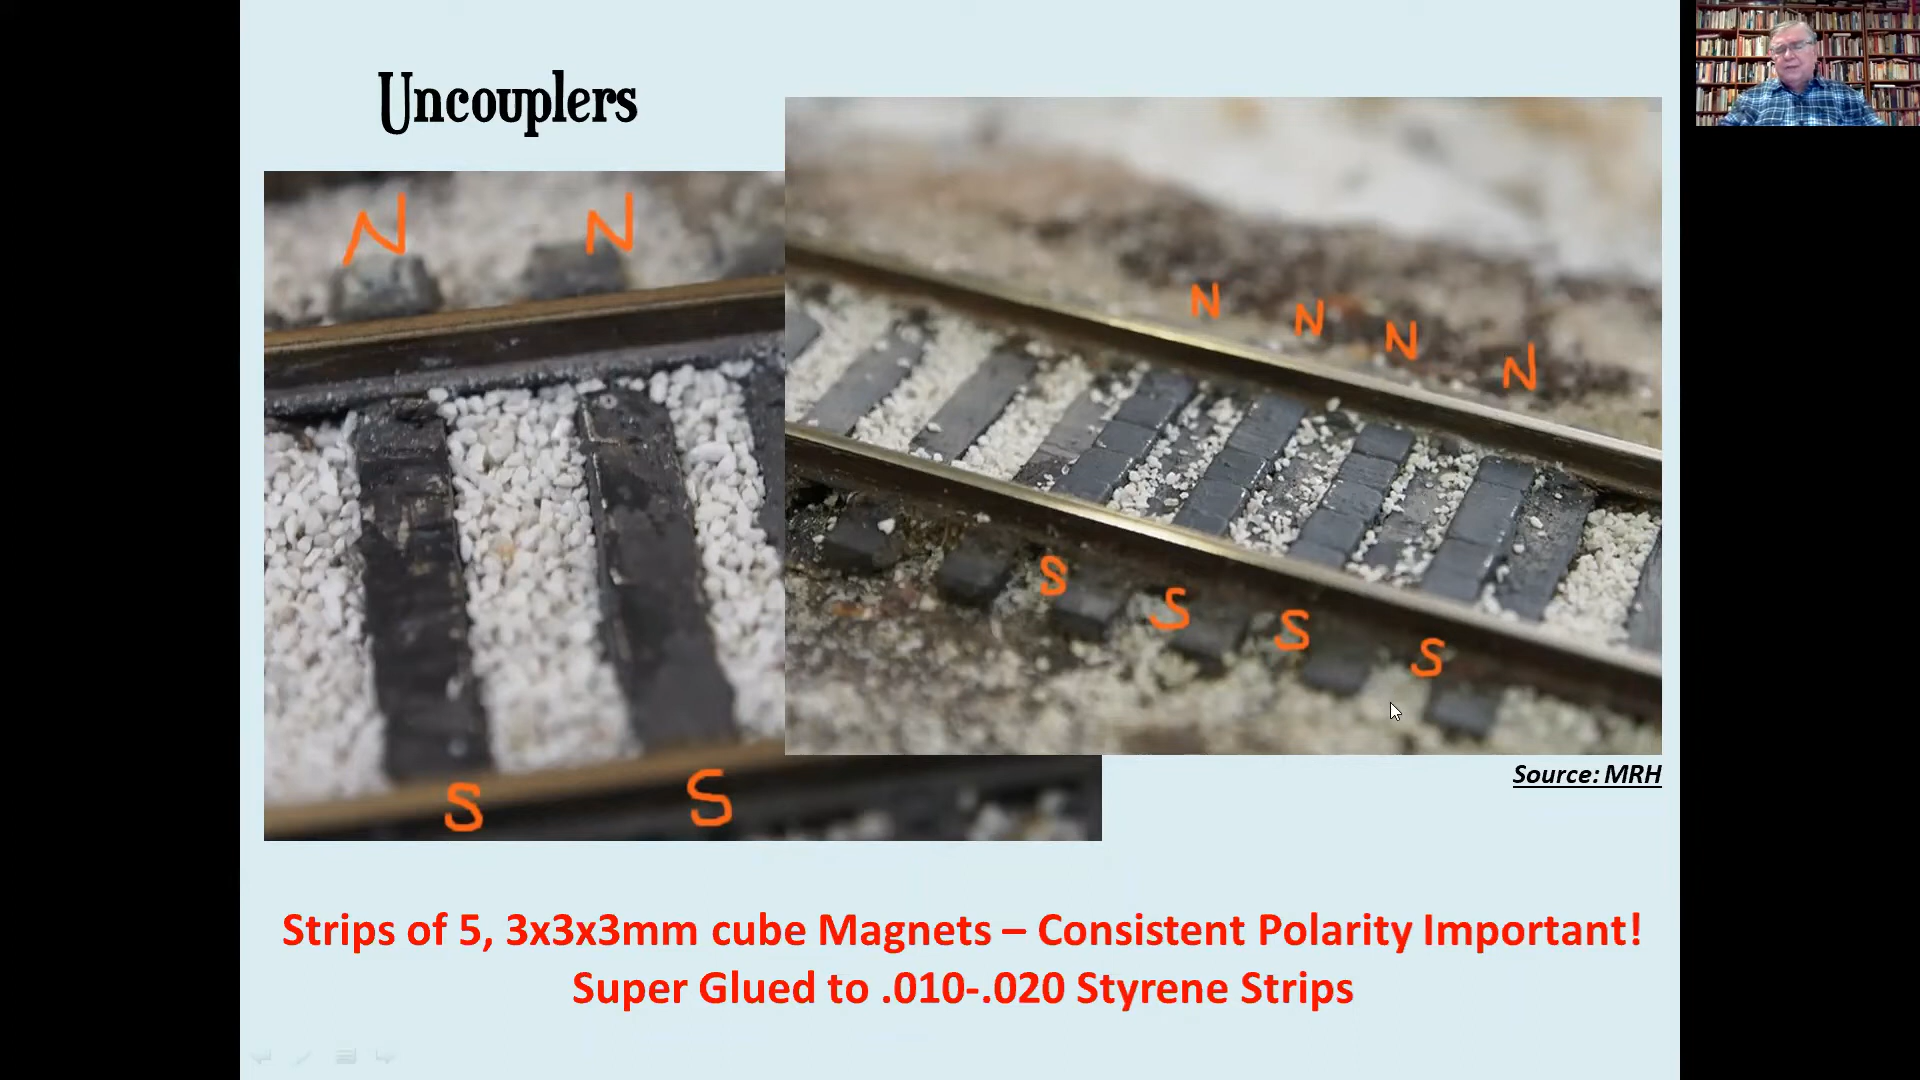 Uncouplers
N N
N N N N
S S S S
S S
Source: MRH
Strips of 5, 3x3x3mm cube Magnets – Consistent Polarity Important!
Super Glued to .010-.020 Styrene Strips